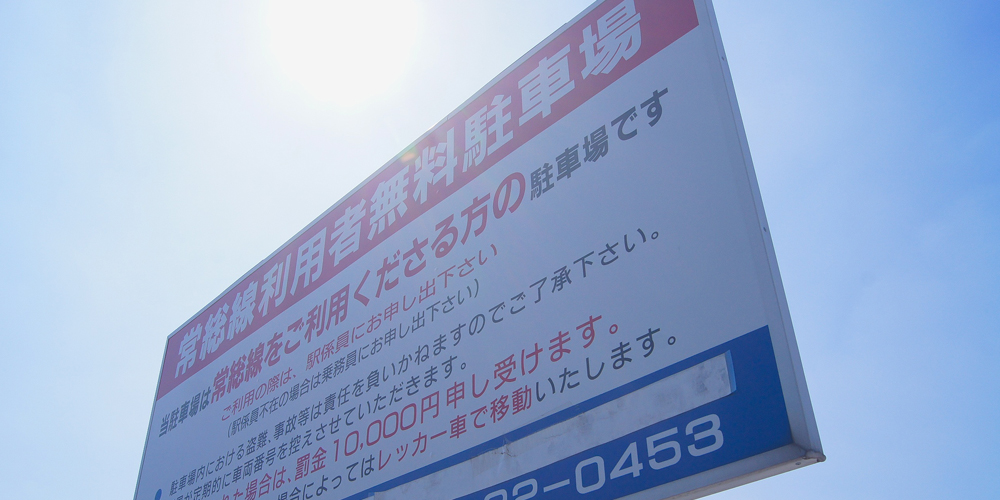 常総線利用者無料駐車場
当駐車場は常総線をご利用くださる方の駐車場です
ご利用の際は、駅係員にお申し出下さい
(駅係員不在の場合は乗務員にお申し出下さい)
駐車場内における盗難、事故等は責任を負いかねますのでご了承下さい。
が定期的に車両番号を控えさせていただきます。
た場合は、罰金10,000円申し受けます。
場合によってはレッカー車で移動いたします。
-0453